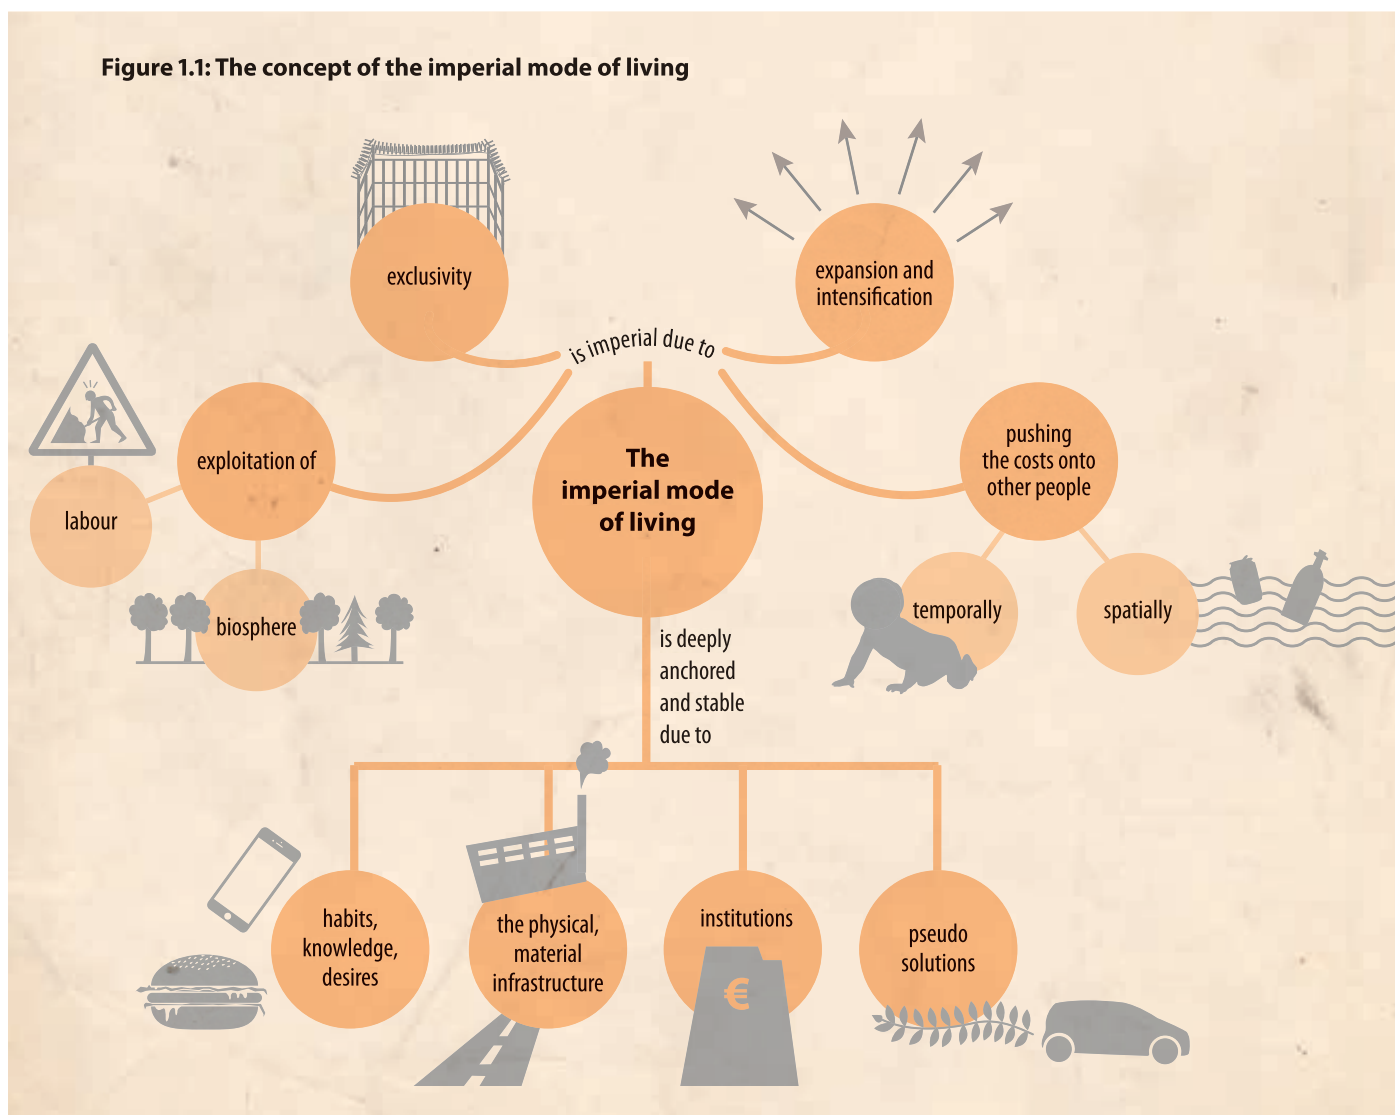 Figure 1.1: The concept of the imperial mode of living
exclusivity
expansion and
intensification
is imperial due to
exploitation of
labour
biosphere
The
imperial mode
of living
pushing
the costs onto
other people
temporally
spatially
is deeply
anchored
and stable
due to
habits,
knowledge,
desires
the physical,
material
infrastructure
institutions
€
pseudo
solutions